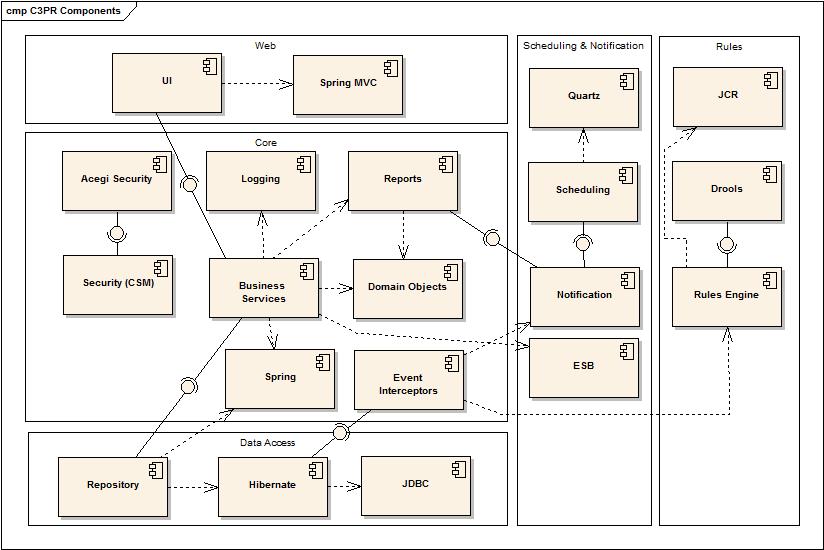 cmp C3PR Components
Web
UI
Spring MVC
Scheduling & Notification
Quartz
Scheduling
Notification
ESB
Rules
JCR
Drools
Rules Engine
Core
Acegi Security
Logging
Reports
Security (CSM)
Business
Services
Domain Objects
Spring
Event
Interceptors
Data Access
Repository
Hibernate
JDBC